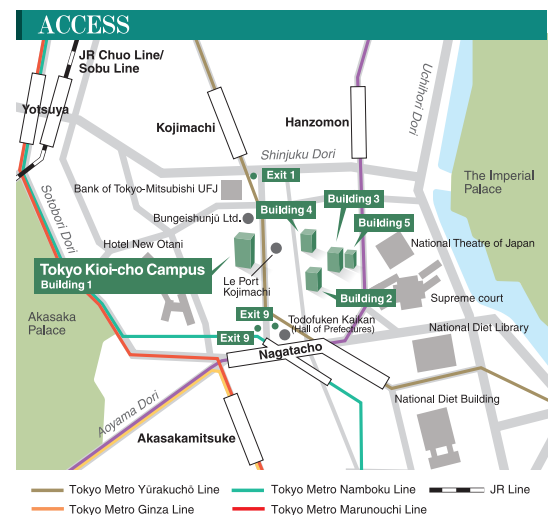 ACCESS
JR Chuo Line/
Sobu Line
Yotsuya
Kojimachi
Hanzomon
Uchibori Dori
Shinjuku Dori
Exit 1
The Imperial
Palace
Bank of Tokyo-Mitsubishi UFJ
Building 3
Sotobori Dori
Bungeishunjū Ltd.
Building 4
Building 5
Hotel New Otani
National Theatre of Japan
Tokyo Kioi-cho Campus
Building 1
Le Port
Kojimachi
Building 2
Supreme court
Akasaka
Palace
Exit 9
Todofuken Kaikan
(Hall of Prefectures)
National Diet Library
Exit 9
Nagatacho
Aoyama Dori
National Diet Building
Akasakamitsuke
Tokyo Metro Yūrakuchō Line
Tokyo Metro Namboku Line
JR Line
Tokyo Metro Ginza Line
Tokyo Metro Marunouchi Line